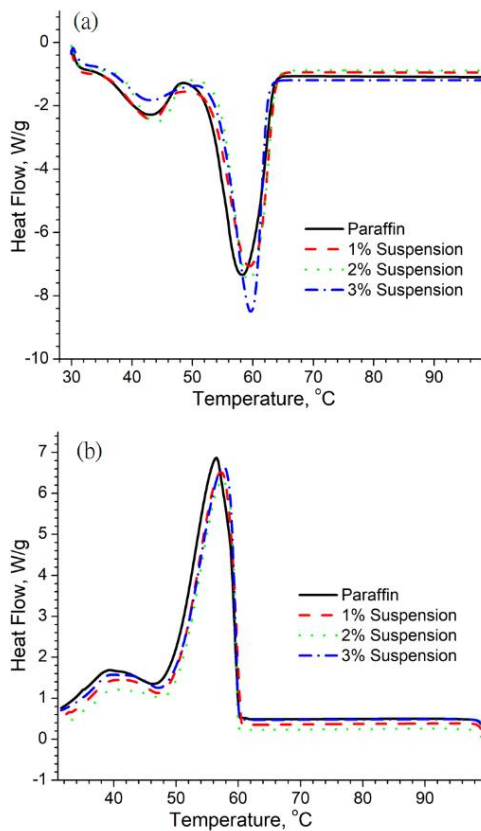 (a)
0
-2
-4
-6
-8
-10
Heat Flow, W/g
Paraffin
1% Suspension
2% Suspension
3% Suspension
30 40 50 60 70 80 90
Temperature, °C
(b)
7
6
5
4
3
2
1
0
-1
Heat Flow, W/g
Paraffin
1% Suspension
2% Suspension
3% Suspension
40 50 60 70 80 90
Temperature, °C